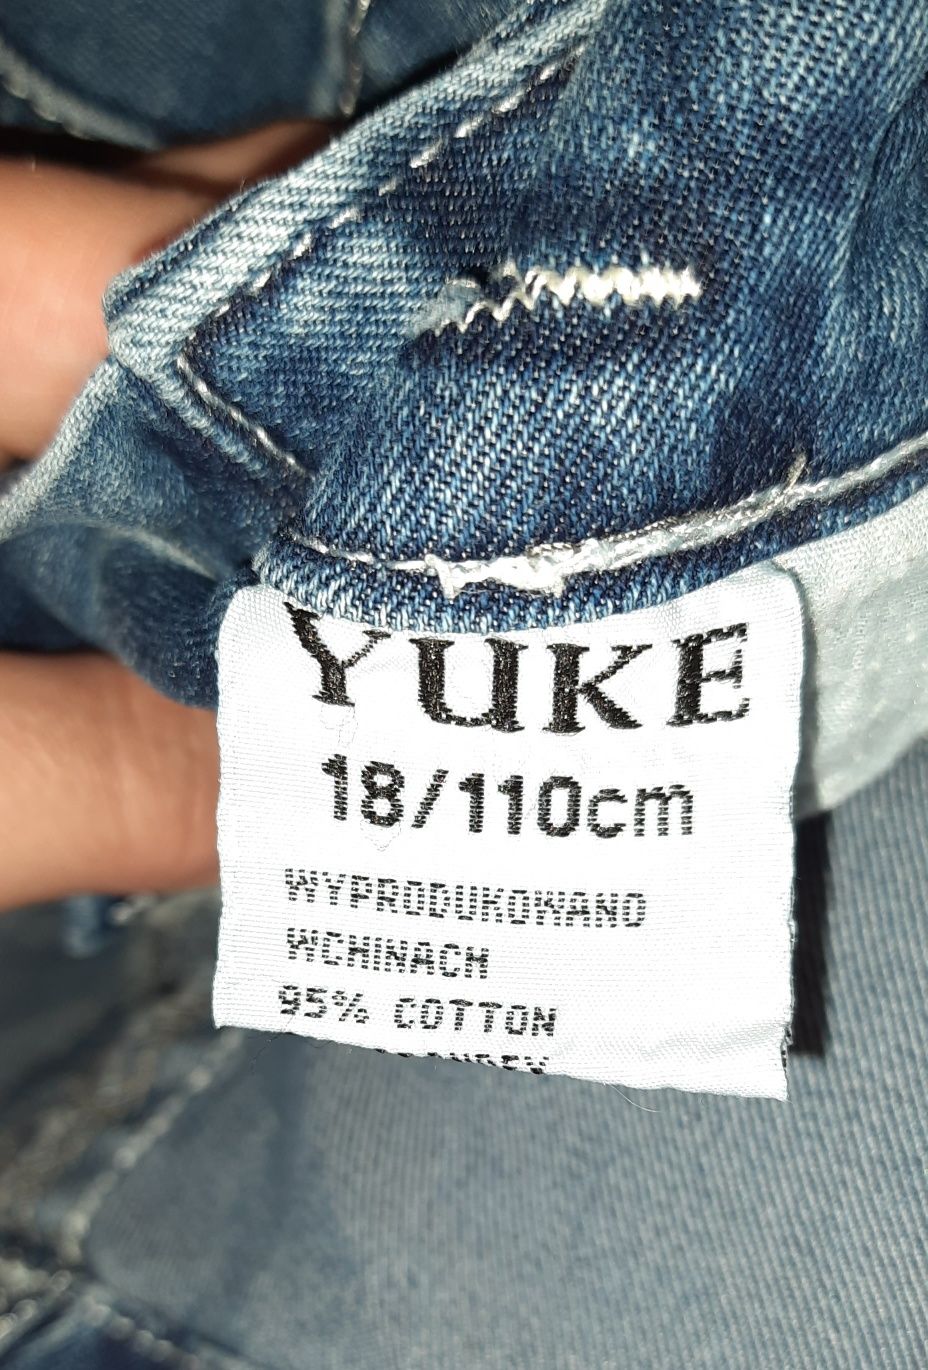 YUKE
18/110cm
WYPRODUKOWANO
WCHINACH
95% COTTON